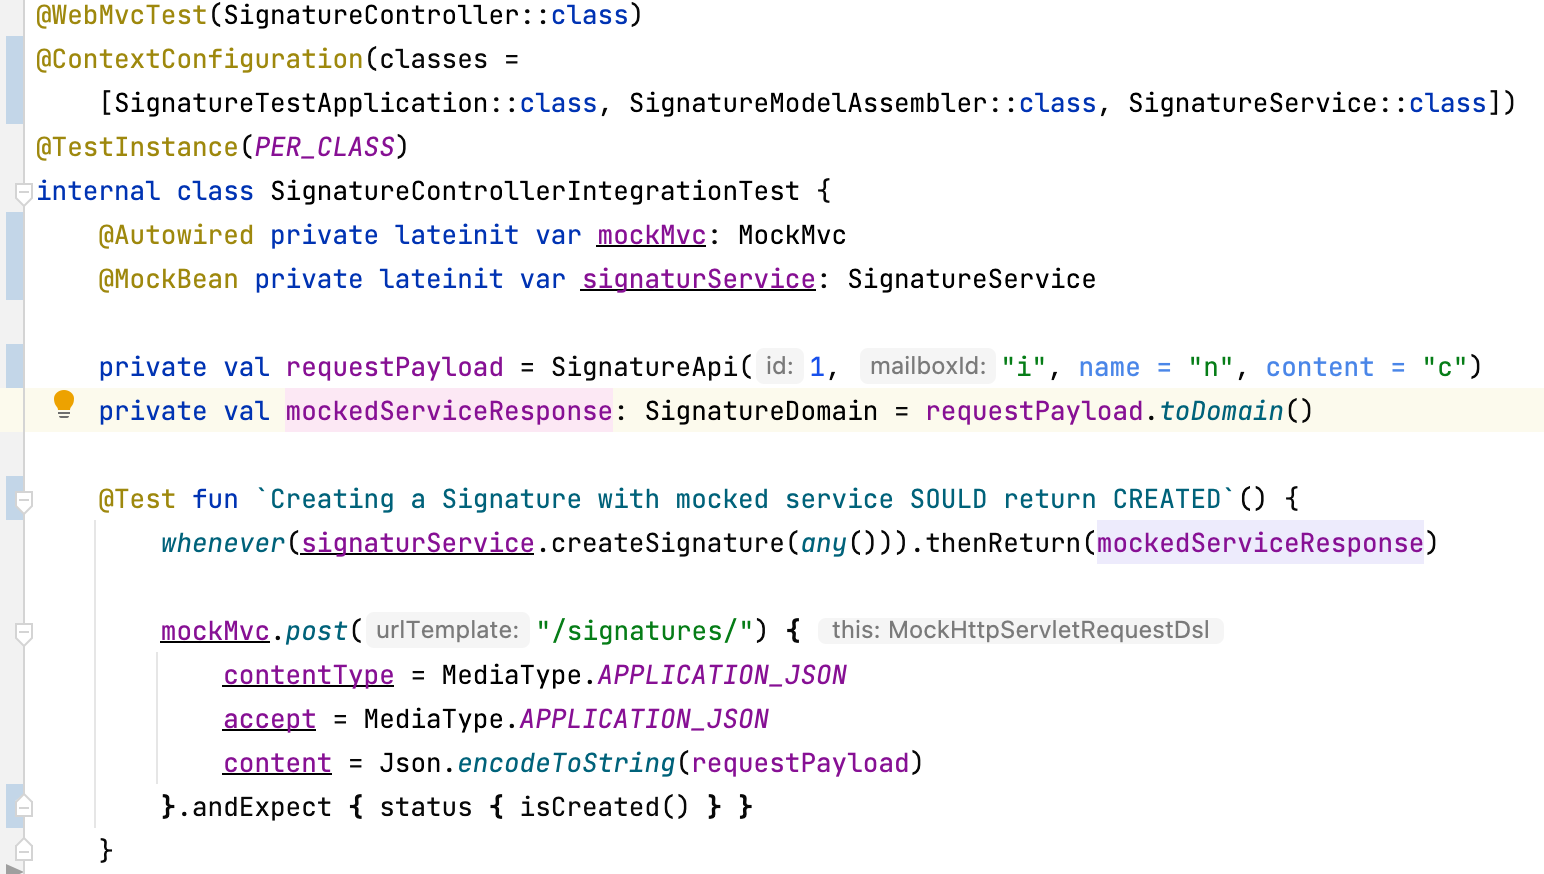 @WebMvcTest(SignatureController::class)
@ContextConfiguration(classes =
    [SignatureTestApplication::class, SignatureModelAssembler::class, SignatureService::class])
@TestInstance(PER_CLASS)
internal class SignatureControllerIntegrationTest {
    @Autowired private lateinit var mockMvc: MockMvc
    @MockBean private lateinit var signaturService: SignatureService

    private val requestPayload = SignatureApi( id: 1, mailboxId: "i", name = "n", content = "c")
    private val mockedServiceResponse: SignatureDomain = requestPayload.toDomain()

    @Test fun `Creating a Signature with mocked service SOULD return CREATED`() {
        whenever(signaturService.createSignature(any())).thenReturn(mockedServiceResponse)

        mockMvc.post( urlTemplate: "/signatures/") { this: MockHttpServletRequestDsl
            contentType = MediaType.APPLICATION_JSON
            accept = MediaType.APPLICATION_JSON
            content = Json.encodeToString(requestPayload)
        }.andExpect { status { isCreated() } }
    }